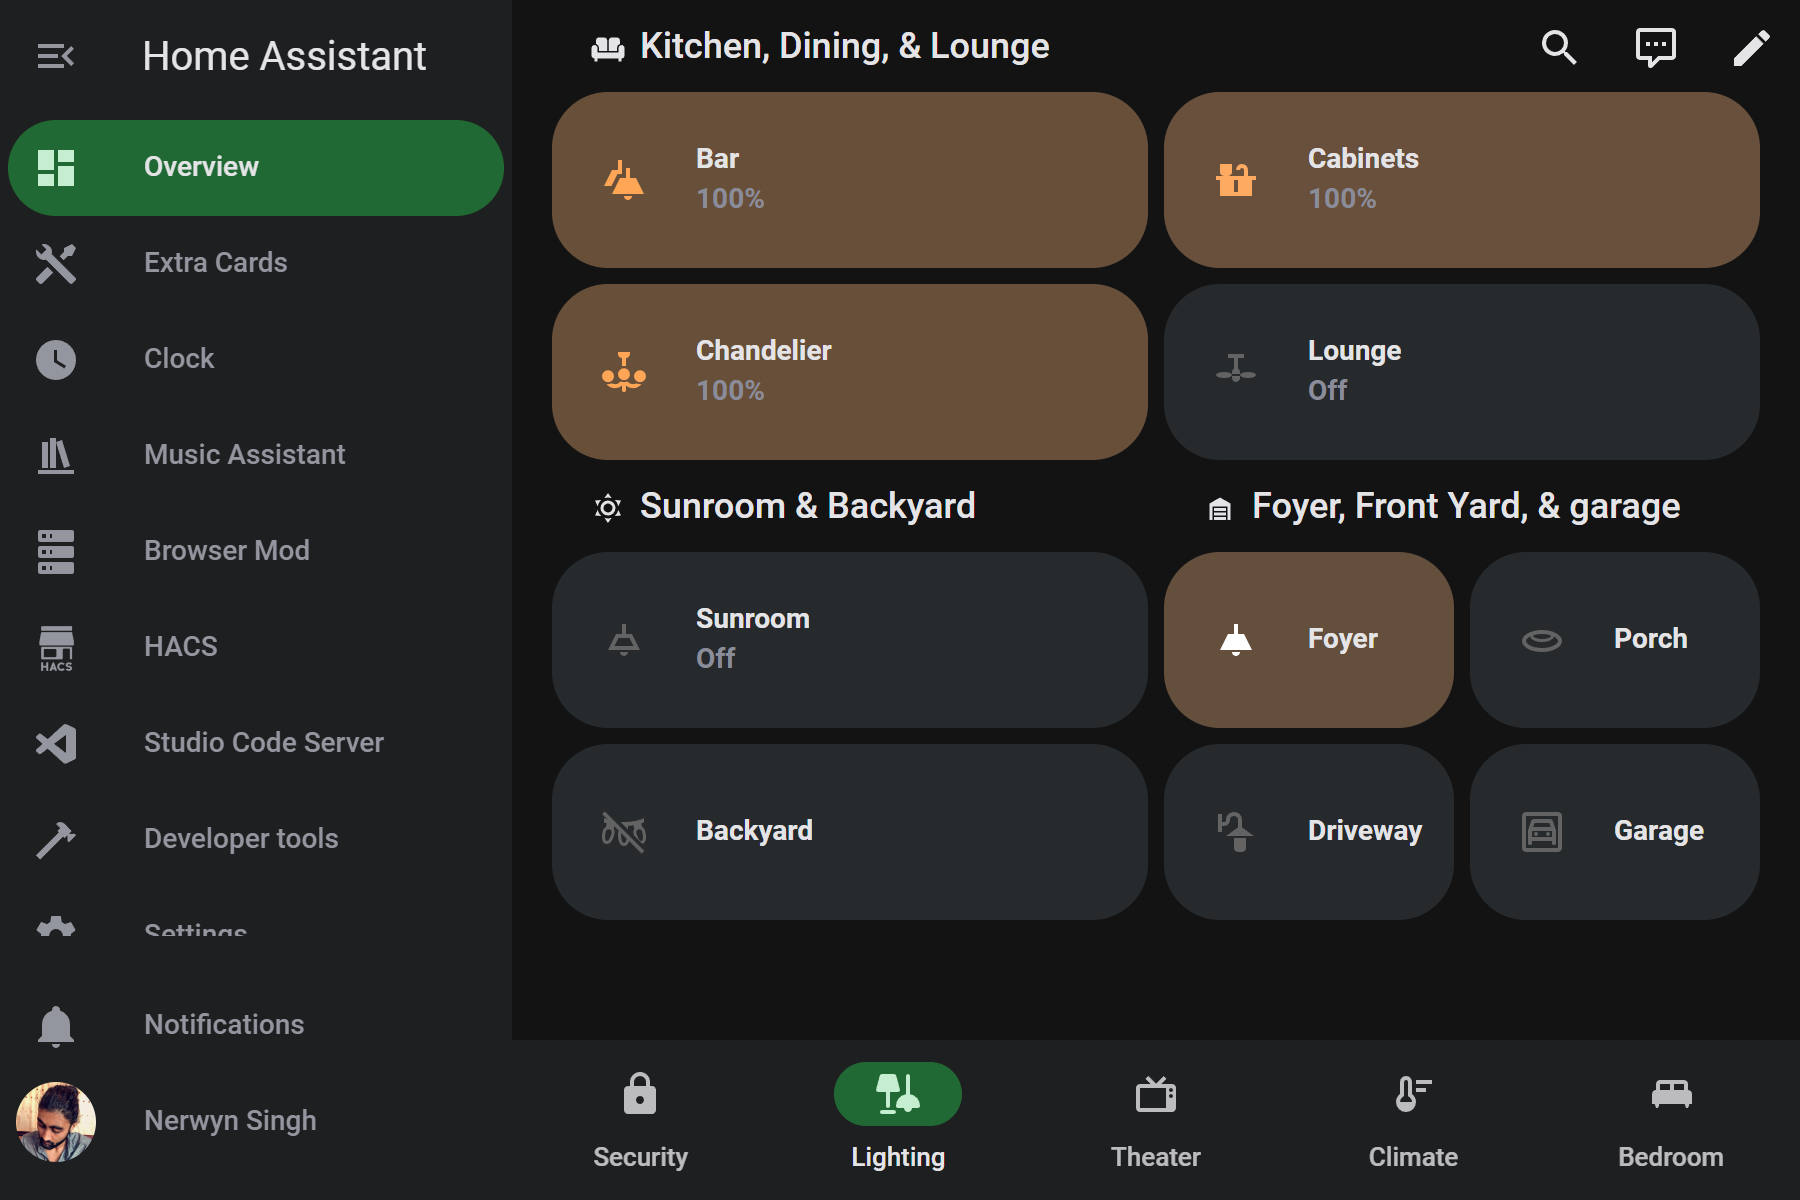 Home Assistant
Overview
Extra Cards
Clock
Music Assistant
Browser Mod
HACS
HACS
Studio Code Server
Developer tools
Settings
Notifications
Nerwyn Singh
Kitchen, Dining, & Lounge
Bar
100%
Cabinets
100%
Chandelier
100%
Lounge
Off
Sunroom & Backyard
Foyer, Front Yard, & garage
Sunroom
Off
Foyer
Porch
Backyard
Driveway
Garage
Security
Lighting
Theater
Climate
Bedroom